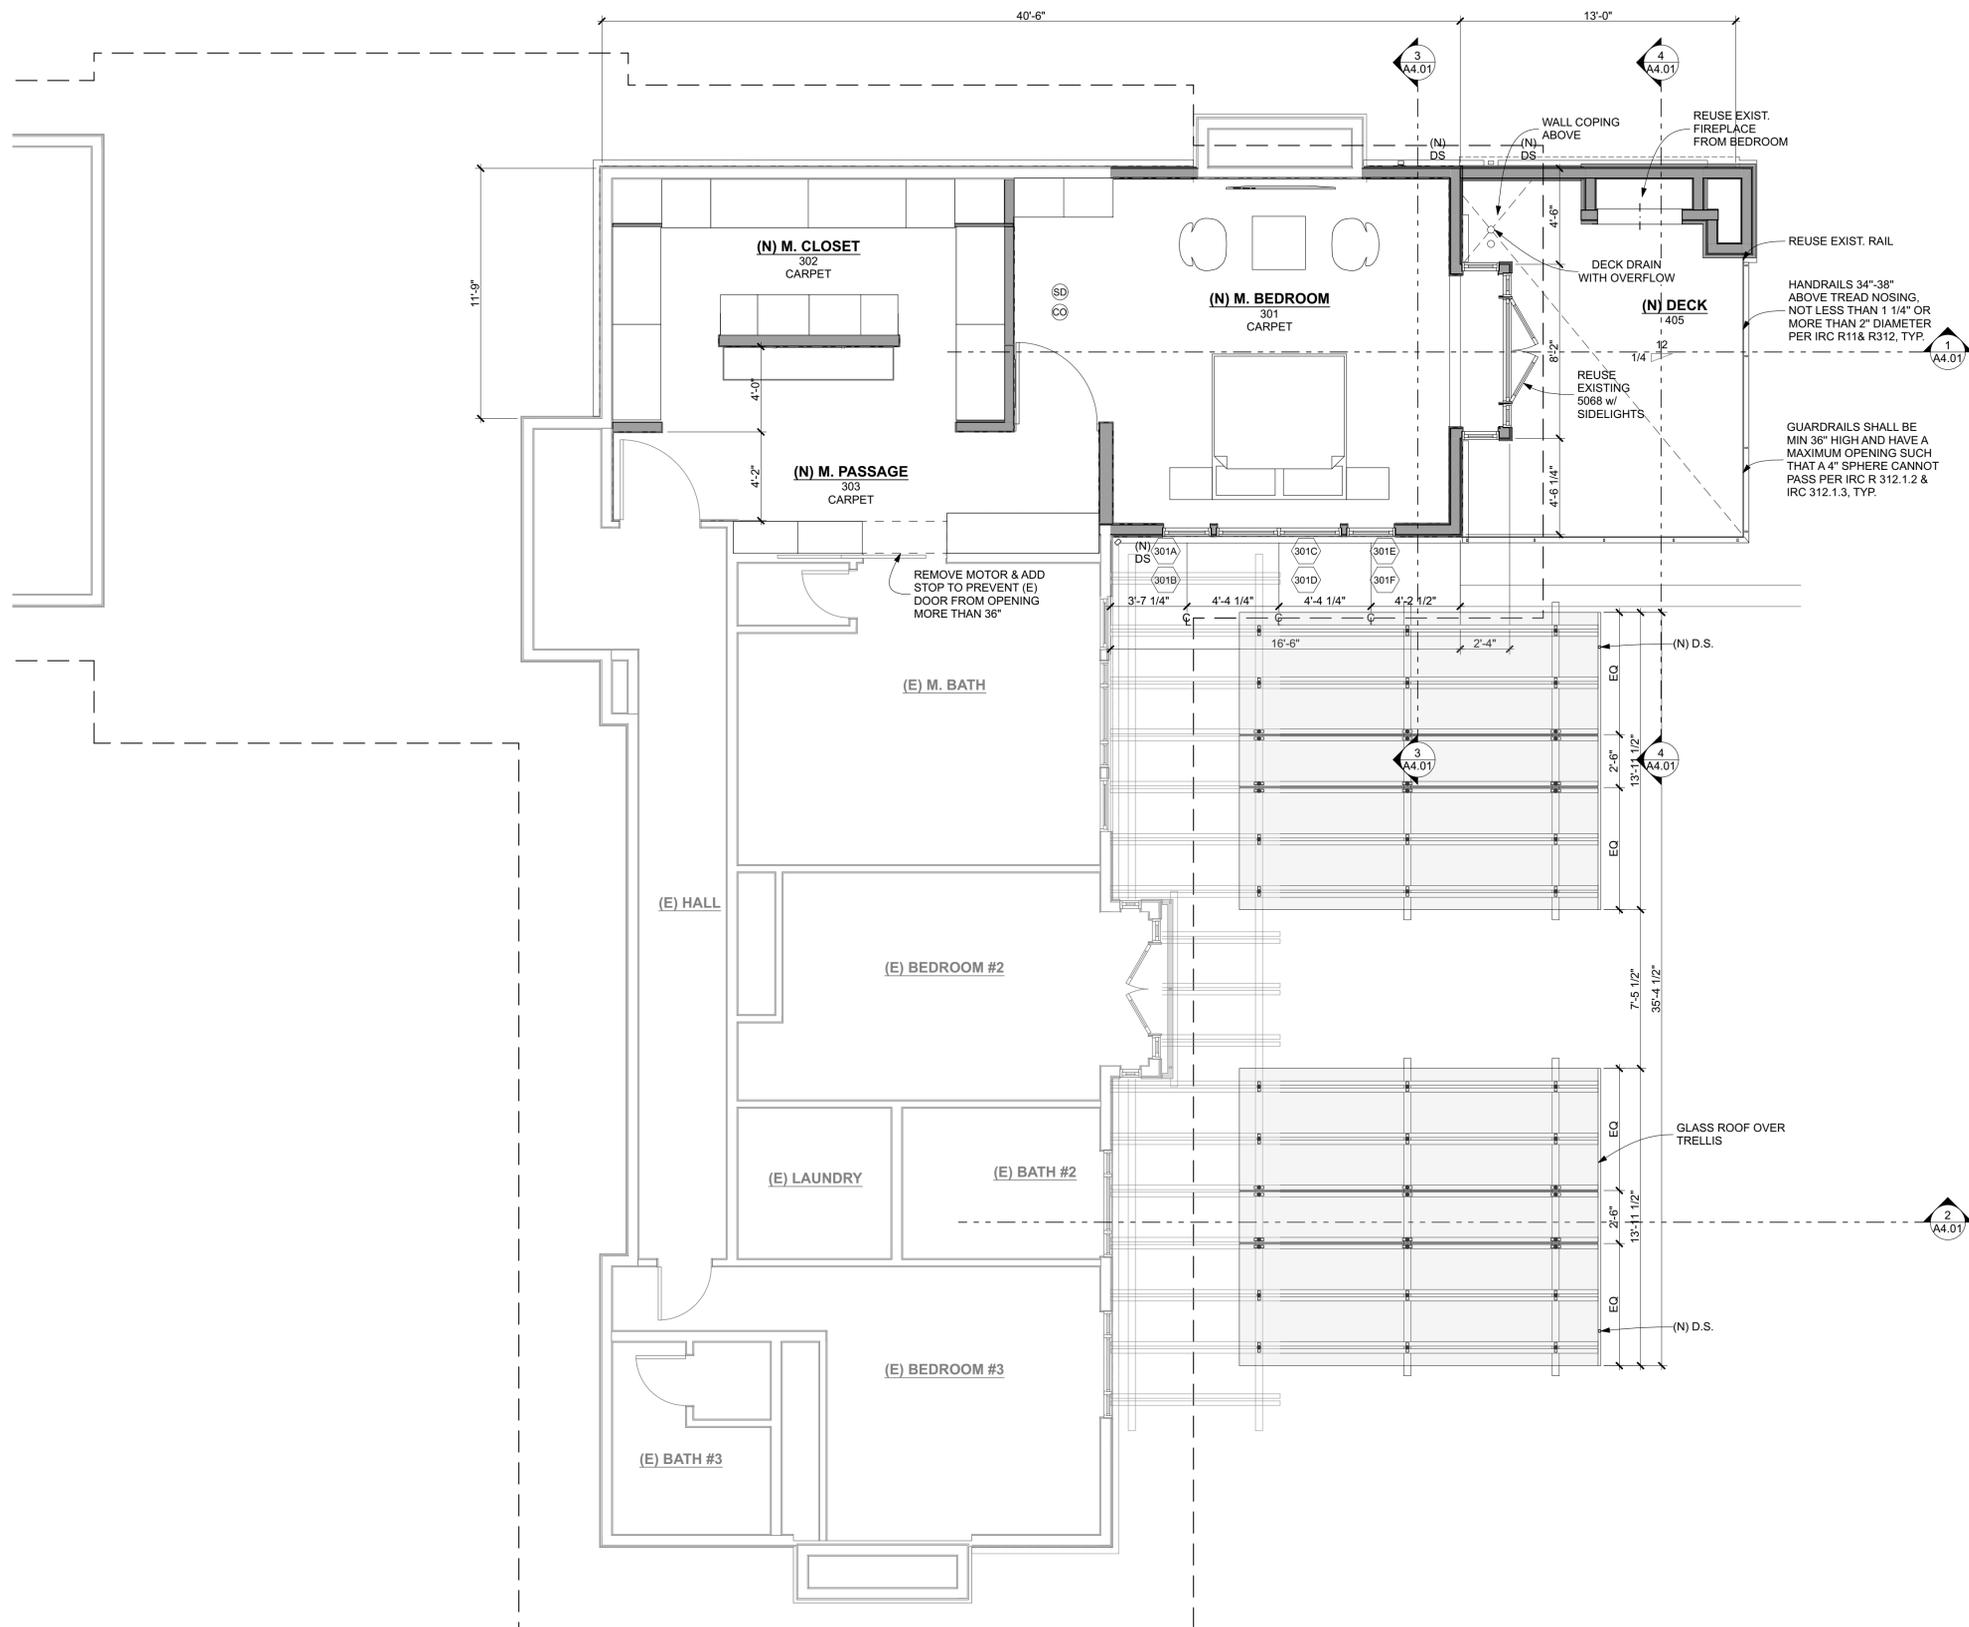 40'-6"
13'-0"
3
A4.01
4
A4.01
WALL COPING
ABOVE
REUSE EXIST.
FIREPLACE
FROM BEDROOM
(N)
DS
(N)
DS
11'-9"
(N) M. CLOSET
302
CARPET
4'-0"
4'-2"
SD
CO
(N) M. BEDROOM
301
CARPET
4'-6"
8'-2"
4'-6 1/4"
DECK DRAIN
WITH OVERFLOW
(N) DECK
405
12
1/4
REUSE
EXISTING
5068 w/
SIDELIGHTS
REUSE EXIST. RAIL
HANDRAILS 34"-38"
ABOVE TREAD NOSING,
NOT LESS THAN 1 1/4" OR
MORE THAN 2" DIAMETER
PER IRC R11& R312, TYP.
1
A4.01
GUARDRAILS SHALL BE
MIN 36" HIGH AND HAVE A
MAXIMUM OPENING SUCH
THAT A 4" SPHERE CANNOT
PASS PER IRC R 312.1.2 &
IRC 312.1.3, TYP.
(N) M. PASSAGE
303
CARPET
REMOVE MOTOR & ADD
STOP TO PREVENT (E)
DOOR FROM OPENING
MORE THAN 36"
(N)
DS
301A
301C
301E
301B
301D
301F
3'-7 1/4"
4'-4 1/4"
4'-4 1/4"
4'-2 1/2"
16'-6"
2'-4"
(N) D.S.
(E) M. BATH
EQ
2'-6"
EQ
13'-11 1/2"
3
A4.01
4
A4.01
(E) HALL
(E) BEDROOM #2
7'-5 1/2"
35'-4 1/2"
(E) LAUNDRY
(E) BATH #2
GLASS ROOF OVER
TRELLIS
EQ
2'-6"
EQ
13'-11 1/2"
2
A4.01
(N) D.S.
(E) BEDROOM #3
(E) BATH #3